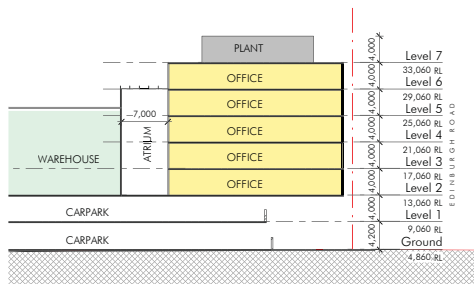 PLANT
4,000
Level 7
33,060 RL
OFFICE
4,000
Level 6
29,060 RL
OFFICE
4,000
Level 5
25,060 RL
7,000
OFFICE
4,000
Level 4
21,060 RL
WAREHOUSE
ATRIUM
OFFICE
4,000
Level 3
17,060 RL
OFFICE
4,000
Level 2
13,060 RL
CARPARK
4,000
Level 1
9,060 RL
CARPARK
4,200
Ground
4,860 RL
EDINBURGH ROAD